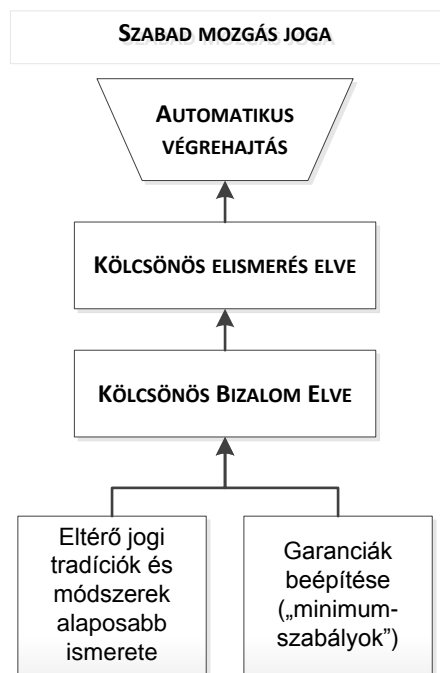 SZABAD MOZGÁS JOGA
AUTOMATIKUS
VÉGREHAJTÁS
KÖLCSÖNÖS ELISMERÉS ELVE
KÖLCSÖNÖS BIZALOM ELVE
Eltérő jogi
tradíciók és
módszerek
alaposabb
ismerete
Garanciák
beépítése
(„minimum-
szabályok”)